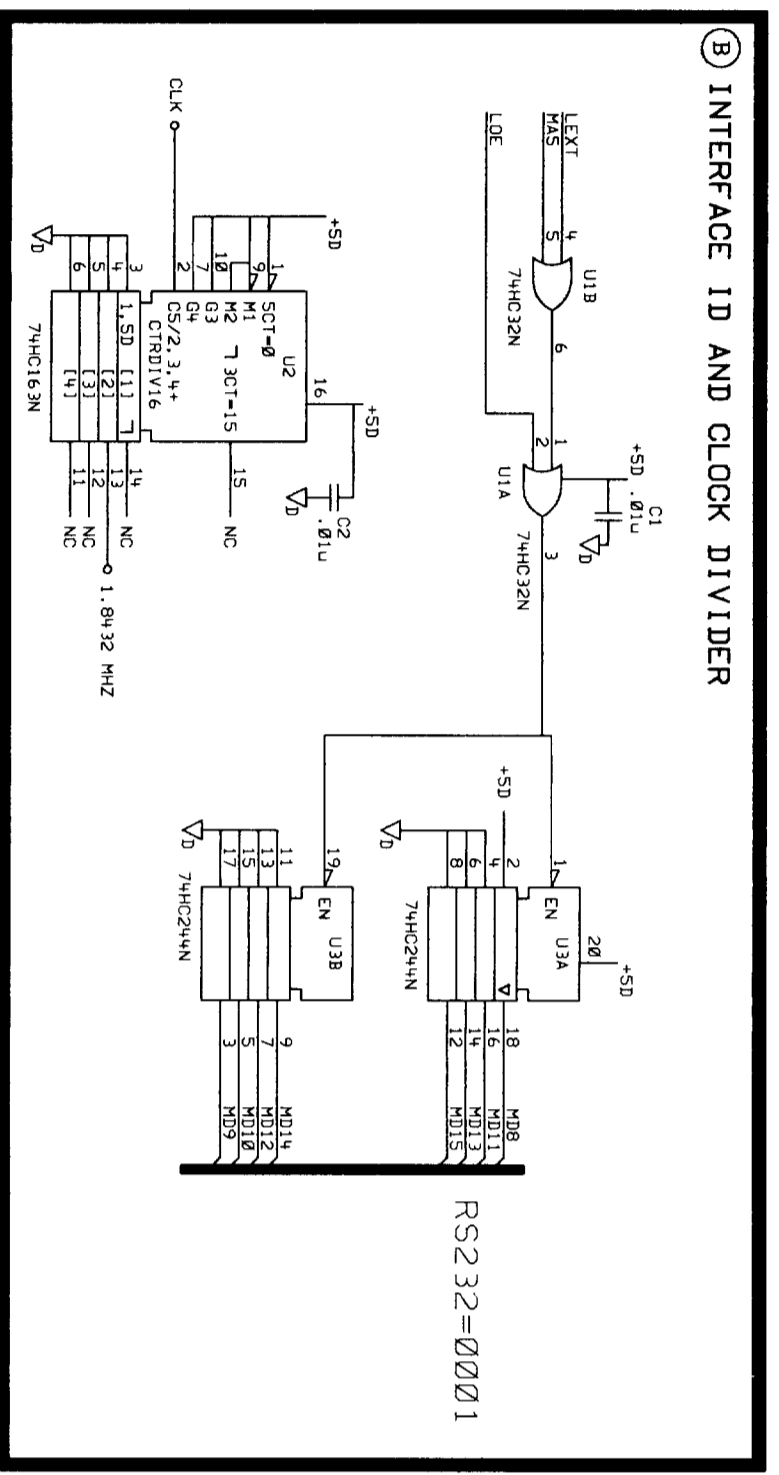 B INTERFACE ID AND CLOCK DIVIDER
LEXT
MA5
LOE
4
5
U1B
74HC32N
6
1
2
U1A
74HC32N
3
+5D
C1
.01u
D
+5D
1
9
10
7
2
CLK
5CT=0
M1
M2
G3
G4
C5/2,3,4+
CTRDIV16
3CT=15
U2
16
+5D
C2
.01u
D
15
NC
3
4
5
6
D
1,5D [1]
[2]
[3]
[4]
74HC163N
14
13
12
11
NC
NC
NC
1.8432 MHZ
1
EN
U3A
20
+5D
+5D
2
4
6
8
D
74HC244N
18
16
14
12
MD8
MD11
MD13
MD15
RS232=0001
19
EN
U3B
11
13
15
17
D
74HC244N
9
7
5
3
MD14
MD12
MD10
MD9